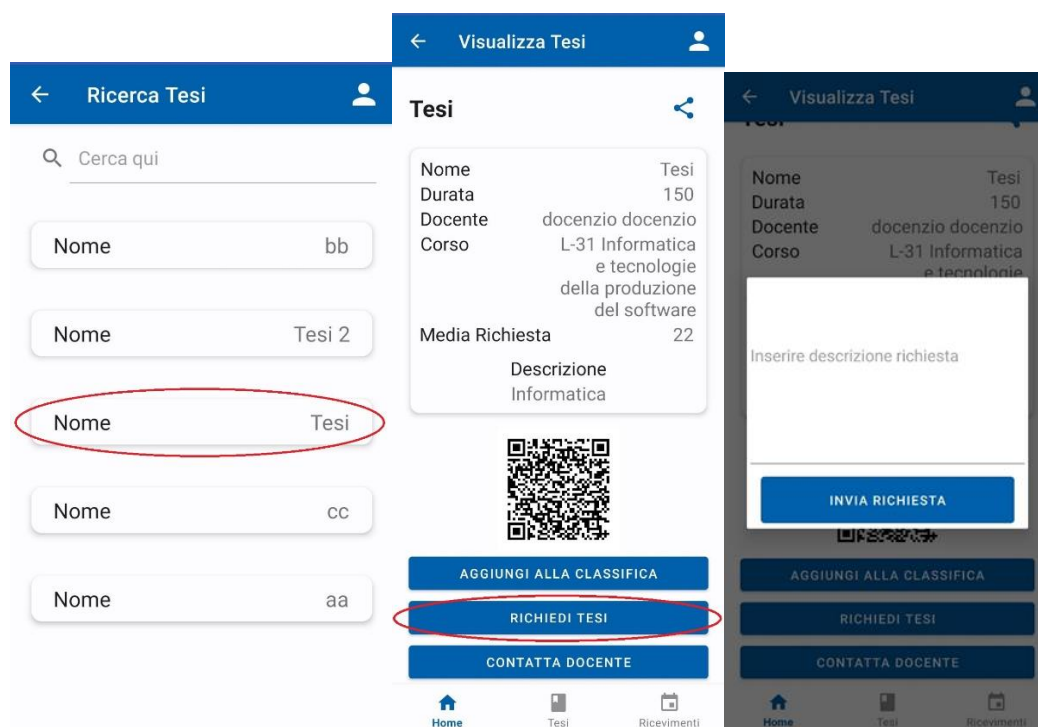 Ricerca Tesi
Cerca qui
Nome bb
Nome Tesi 2
Nome Tesi
Nome cc
Nome aa
Visualizza Tesi
Tesi
Nome Tesi
Durata 150
Docente docenzio docenzio
Corso L-31 Informatica
e tecnologie
della produzione
del software
Media Richiesta 22
Descrizione
Informatica
AGGIUNGI ALLA CLASSIFICA
RICHIEDI TESI
CONTATTA DOCENTE
Home Tesi Ricevimenti
Visualizza Tesi
Tesi
Nome Tesi
Durata 150
Docente docenzio docenzio
Corso L-31 Informatica
e tecnologie
Inserire descrizione richiesta
INVIA RICHIESTA
AGGIUNGI ALLA CLASSIFICA
RICHIEDI TESI
CONTATTA DOCENTE
Home Tesi Ricevimenti